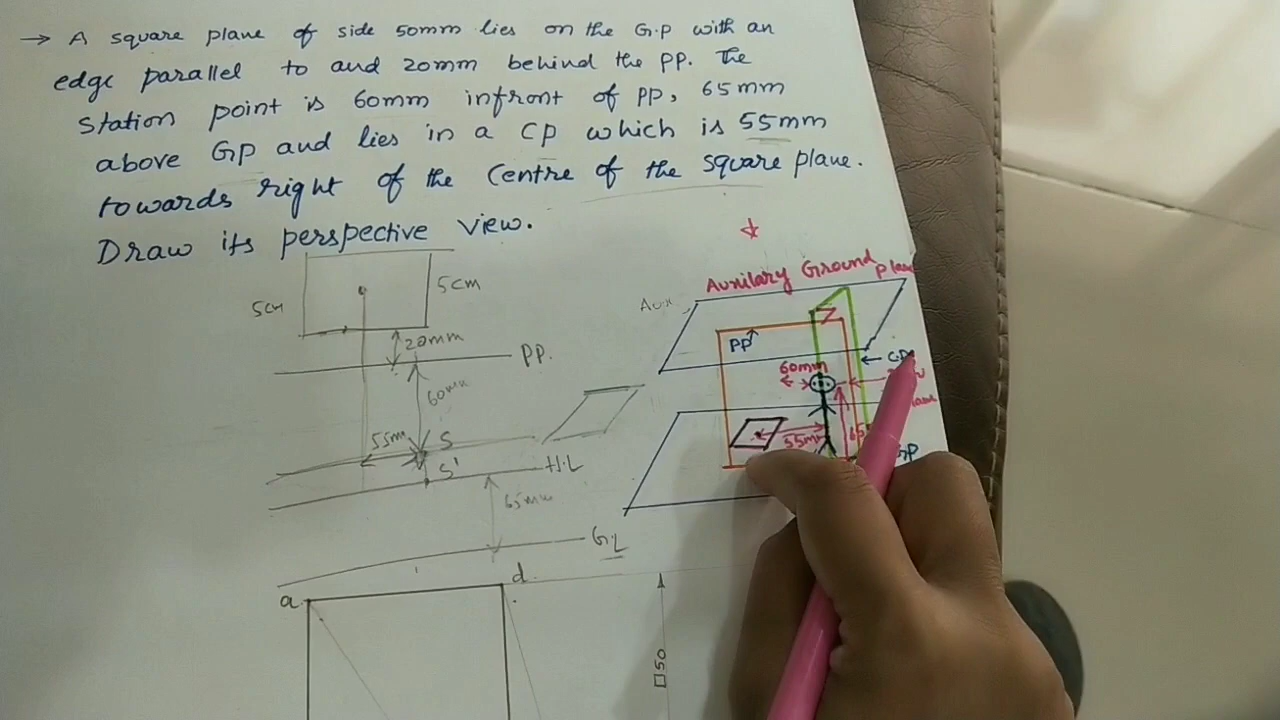 → A square plane of side 50mm lies on the G.P with an
edge parallel to and 20mm behind the PP. The
Station point is 60mm infront of PP, 65mm
above GP and lies in a CP which is 55mm
towards right of the Centre of the square plane.
Draw its perspective view.
5cm
5cm
20mm
PP.
60mm
55m
S
S'
H.L
65mm
G.L
a
d
□50
Auxilary Ground plane
Aux
PP
C.P
60mm
55mm
65
GP